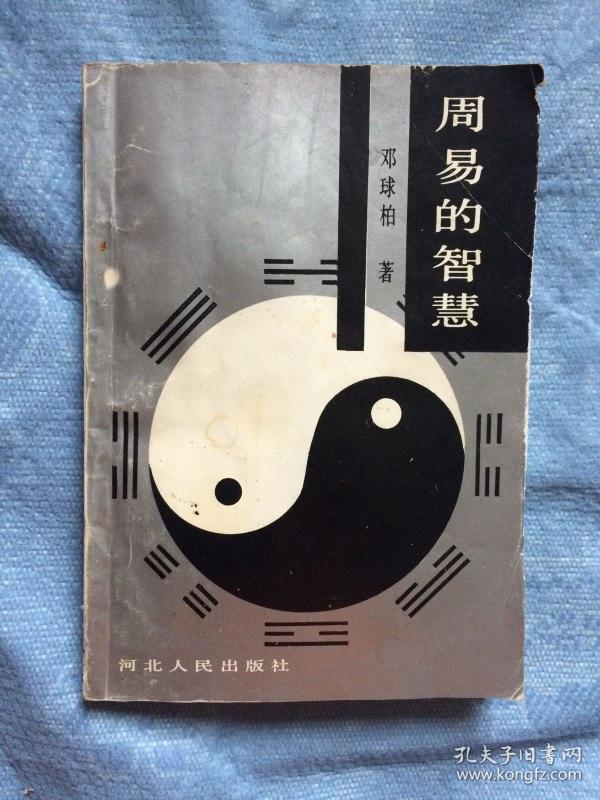 周易的智慧
邓球柏 著
河北人民出版社
孔夫子旧書网
www.kongfz.com